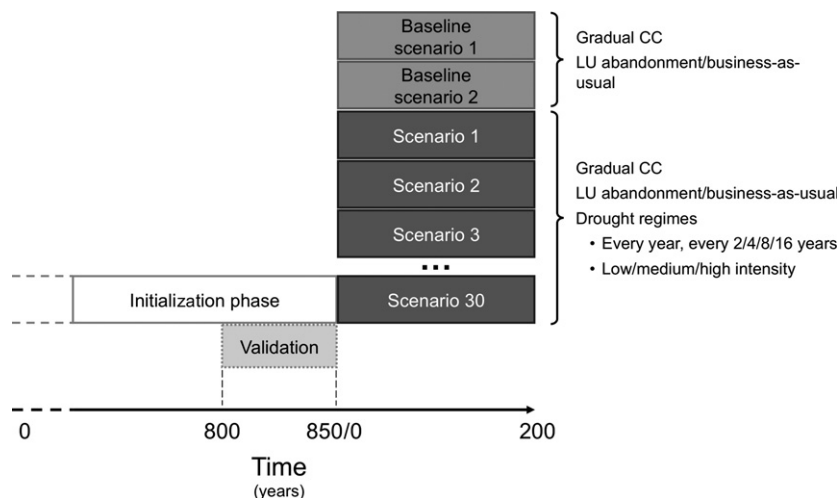 Baseline
scenario 1
Baseline
scenario 2
Gradual CC
LU abandonment/business-as-
usual
Scenario 1
Scenario 2
Scenario 3
...
Scenario 30
Gradual CC
LU abandonment/business-as-usual
Drought regimes
• Every year, every 2/4/8/16 years
• Low/medium/high intensity
Initialization phase
Validation
0
800
850/0
200
Time
(years)